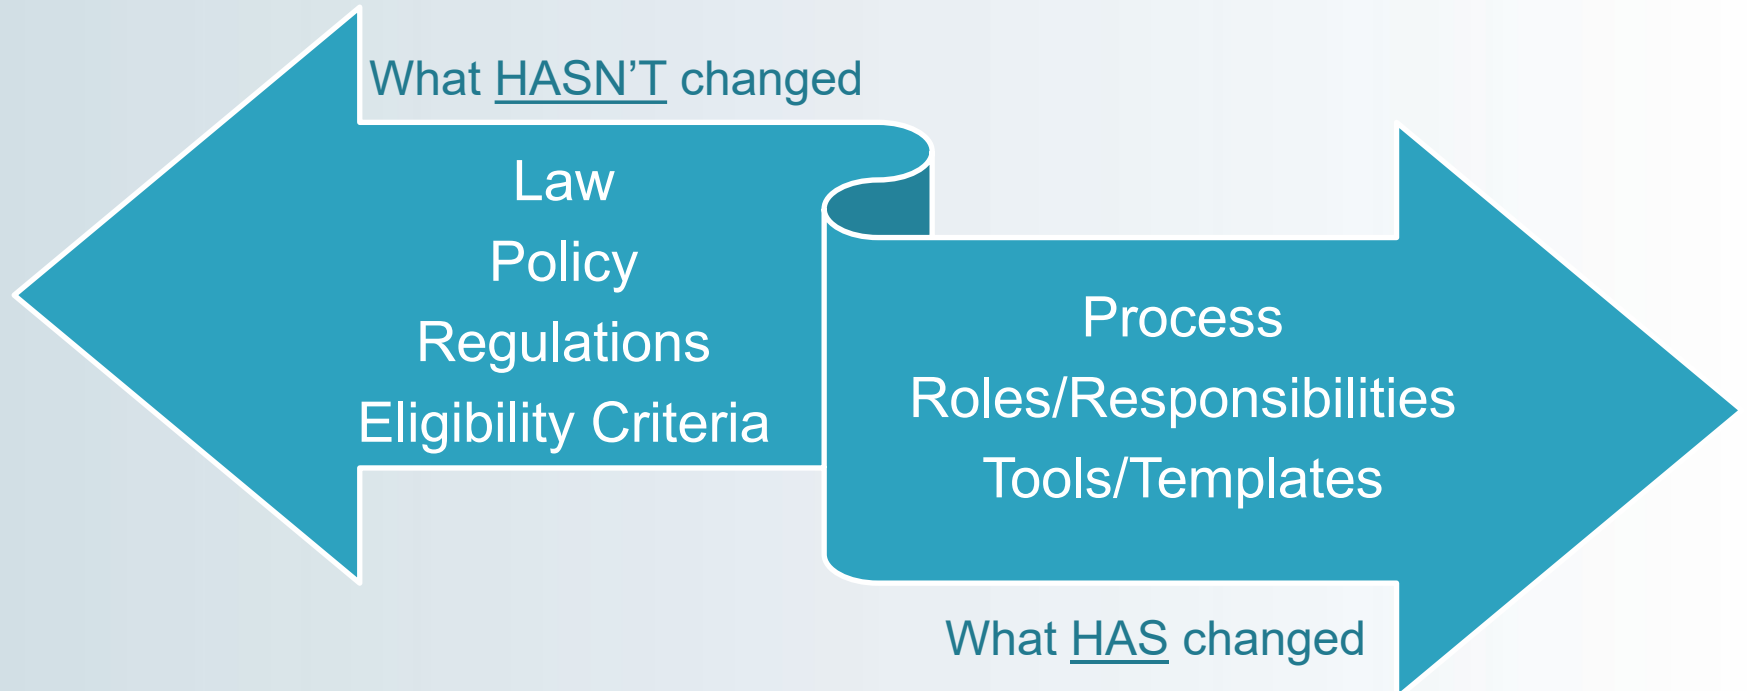 What HASN’T changed
Law
Policy
Regulations
Eligibility Criteria
Process
Roles/Responsibilities
Tools/Templates
What HAS changed